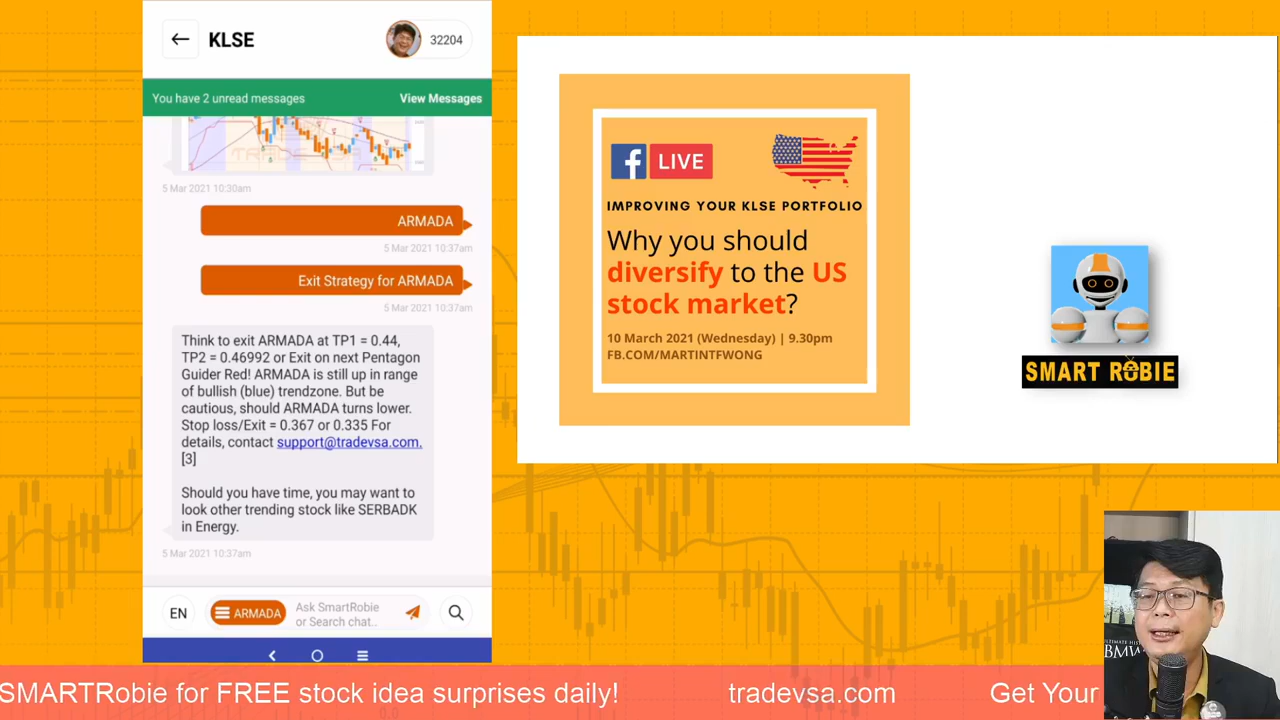 KLSE
32204
You have 2 unread messages
View Messages
5 Mar 2021 10:30am
ARMADA
5 Mar 2021 10:37am
Exit Strategy for ARMADA
5 Mar 2021 10:37am
Think to exit ARMADA at TP1 = 0.44,
TP2 = 0.46992 or Exit on next Pentagon
Guider Red! ARMADA is still up in range
of bullish (blue) trendzone. But be
cautious, should ARMADA turns lower.
Stop loss/Exit = 0.367 or 0.335 For
details, contact support@tradevsa.com.
[3]
Should you have time, you may want to
look other trending stock like SERBADK
in Energy.
5 Mar 2021 10:37am
EN
ARMADA
Ask SmartRobie
or Search chat..
f LIVE
IMPROVING YOUR KLSE PORTFOLIO
Why you should
diversify to the US
stock market?
10 March 2021 (Wednesday) | 9.30pm
FB.COM/MARTINTFWONG
SMART ROBIE
BMW
SMARTRobie for FREE stock idea surprises daily!
tradevsa.com
Get Your